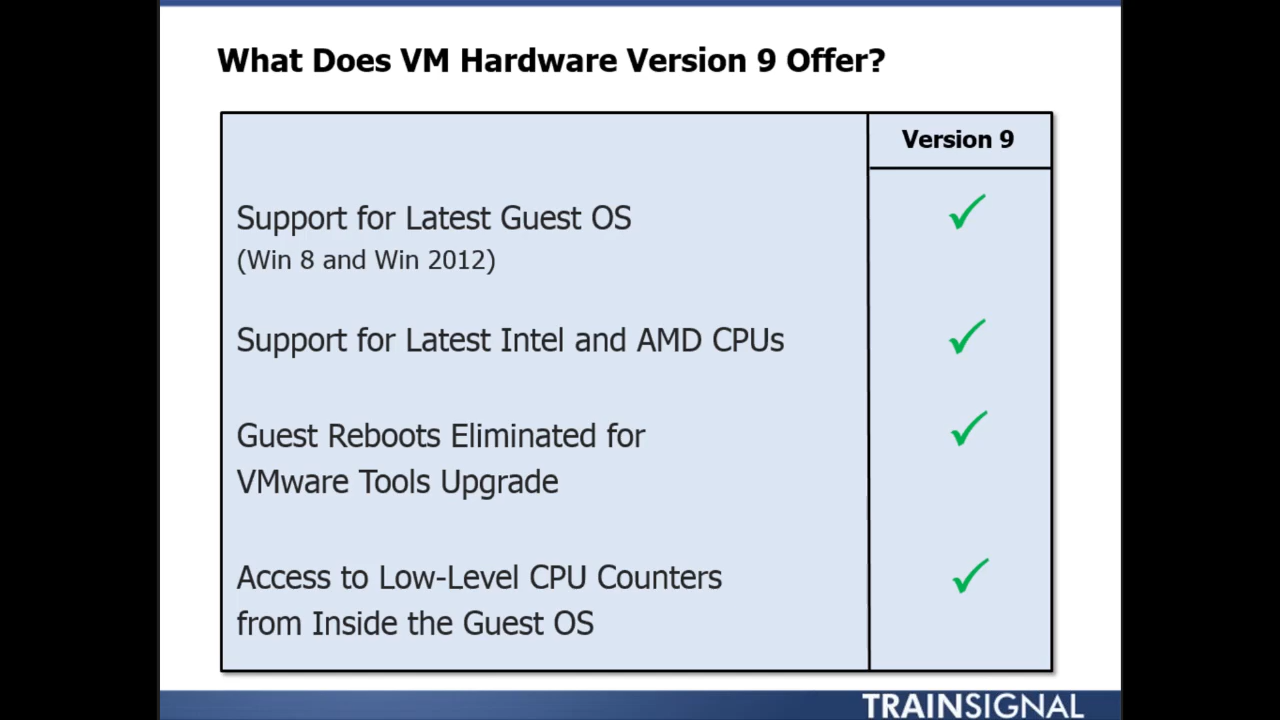 What Does VM Hardware Version 9 Offer?
Version 9
Support for Latest Guest OS
(Win 8 and Win 2012)
Support for Latest Intel and AMD CPUs
Guest Reboots Eliminated for
VMware Tools Upgrade
Access to Low-Level CPU Counters
from Inside the Guest OS
TRAINSIGNAL